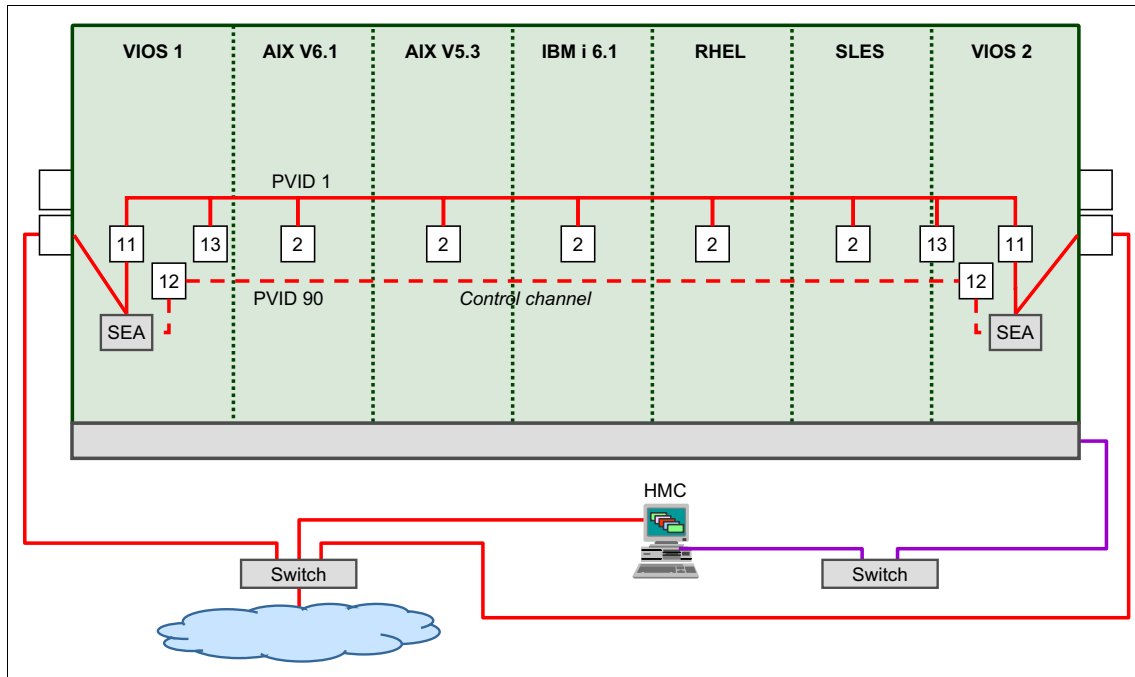 VIOS 1 AIX V6.1 AIX V5.3 IBM i 6.1 RHEL SLES VIOS 2
PVID 1
11 13 2 2 2 2 2 13 11
12 12
PVID 90 Control channel
SEA SEA
HMC
Switch Switch